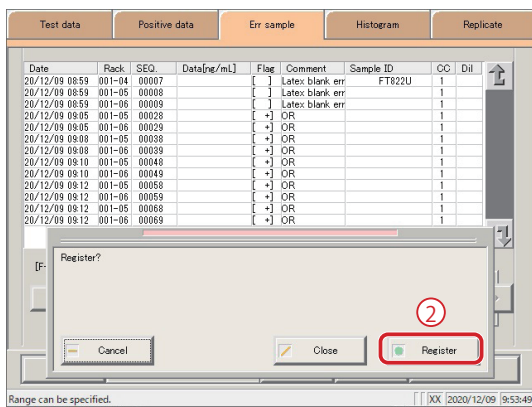 Test data Positive data Err sample Histogram Replicate
Date Rack SEQ. Data[ng/mL] Flag Comment Sample ID CC Dil
20/12/09 08:59 001-04 00007 [ ] Latex blank err FT822U 1
20/12/09 08:59 001-05 00008 [ ] Latex blank err 1
20/12/09 08:59 001-06 00009 [ ] Latex blank err 1
20/12/09 09:05 001-05 00028 [ +] OR 1
20/12/09 09:05 001-06 00029 [ +] OR 1
20/12/09 09:08 001-05 00038 [ +] OR 1
20/12/09 09:08 001-06 00039 [ +] OR 1
20/12/09 09:10 001-05 00048 [ +] OR 1
20/12/09 09:10 001-06 00049 [ +] OR 1
20/12/09 09:12 001-05 00058 [ +] OR 1
20/12/09 09:12 001-06 00059 [ +] OR 1
20/12/09 09:12 001-05 00068 [ +] OR 1
20/12/09 09:12 001-06 00069 [ +] OR 1
[F-
Register?
②
Cancel Close Register
Range can be specified. XX 2020/12/09 9:53:49